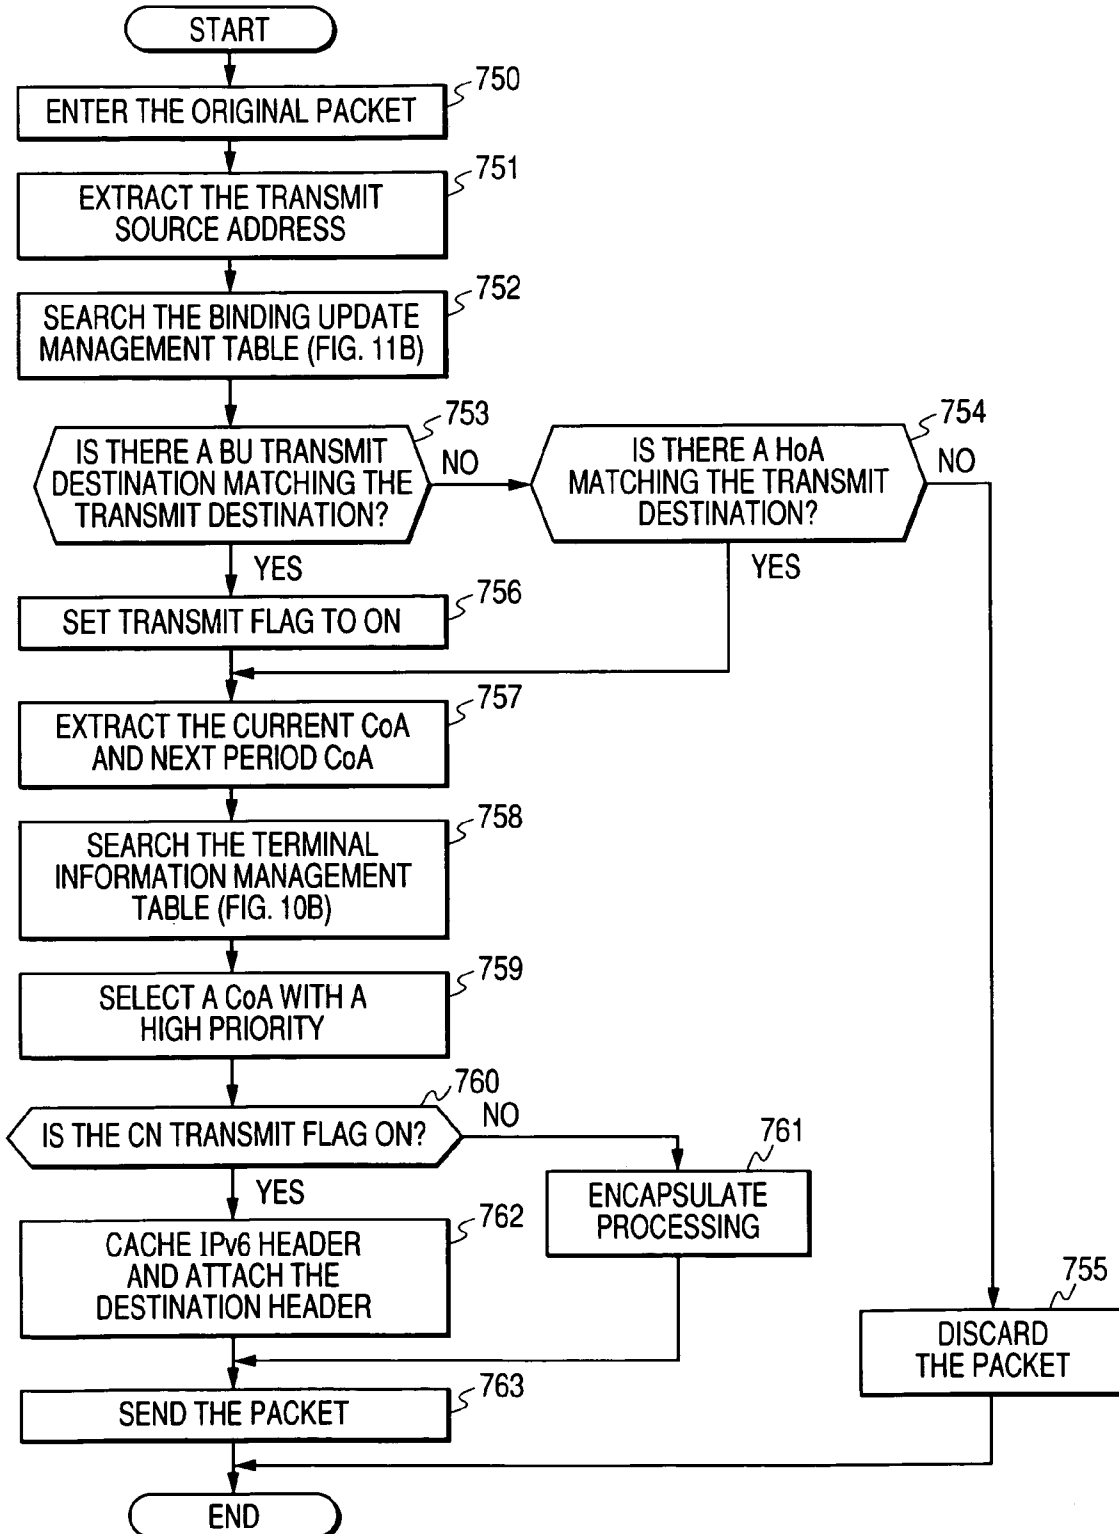 START
750
ENTER THE ORIGINAL PACKET
751
EXTRACT THE TRANSMIT
SOURCE ADDRESS
752
SEARCH THE BINDING UPDATE
MANAGEMENT TABLE (FIG. 11B)
753
IS THERE A BU TRANSMIT
DESTINATION MATCHING THE
TRANSMIT DESTINATION?
NO
754
IS THERE A HoA
MATCHING THE TRANSMIT
DESTINATION?
NO
YES
YES
756
SET TRANSMIT FLAG TO ON
757
EXTRACT THE CURRENT CoA
AND NEXT PERIOD CoA
758
SEARCH THE TERMINAL
INFORMATION MANAGEMENT
TABLE (FIG. 10B)
759
SELECT A CoA WITH A
HIGH PRIORITY
760
IS THE CN TRANSMIT FLAG ON?
NO
YES
761
ENCAPSULATE
PROCESSING
762
CACHE IPv6 HEADER
AND ATTACH THE
DESTINATION HEADER
755
DISCARD
THE PACKET
763
SEND THE PACKET
END